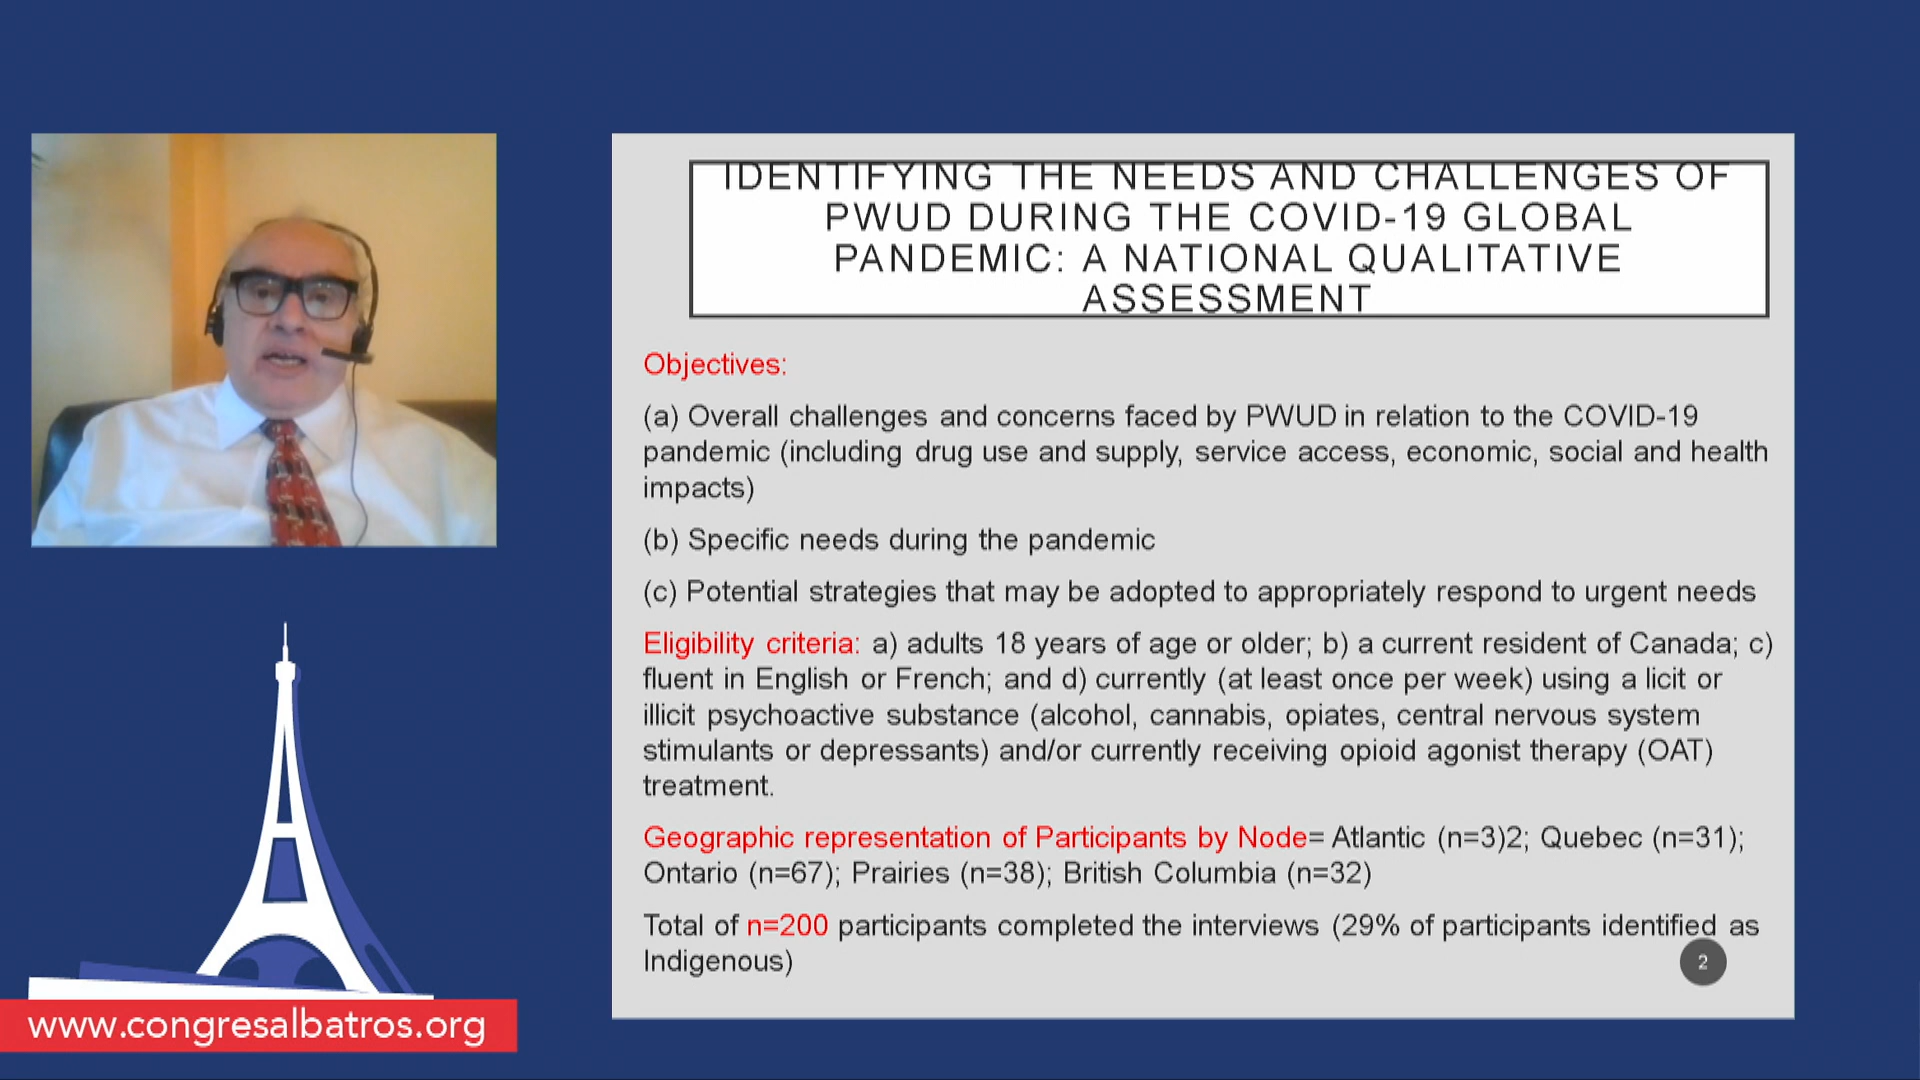 IDENTIFYING THE NEEDS AND CHALLENGES OF
PWUD DURING THE COVID-19 GLOBAL
PANDEMIC: A NATIONAL QUALITATIVE
ASSESSMENT
Objectives:
(a) Overall challenges and concerns faced by PWUD in relation to the COVID-19
pandemic (including drug use and supply, service access, economic, social and health
impacts)
(b) Specific needs during the pandemic
(c) Potential strategies that may be adopted to appropriately respond to urgent needs
Eligibility criteria: a) adults 18 years of age or older; b) a current resident of Canada; c)
fluent in English or French; and d) currently (at least once per week) using a licit or
illicit psychoactive substance (alcohol, cannabis, opiates, central nervous system
stimulants or depressants) and/or currently receiving opioid agonist therapy (OAT)
treatment.
Geographic representation of Participants by Node= Atlantic (n=3)2; Quebec (n=31);
Ontario (n=67); Prairies (n=38); British Columbia (n=32)
Total of n=200 participants completed the interviews (29% of participants identified as
Indigenous)
2
www.congresalbatros.org